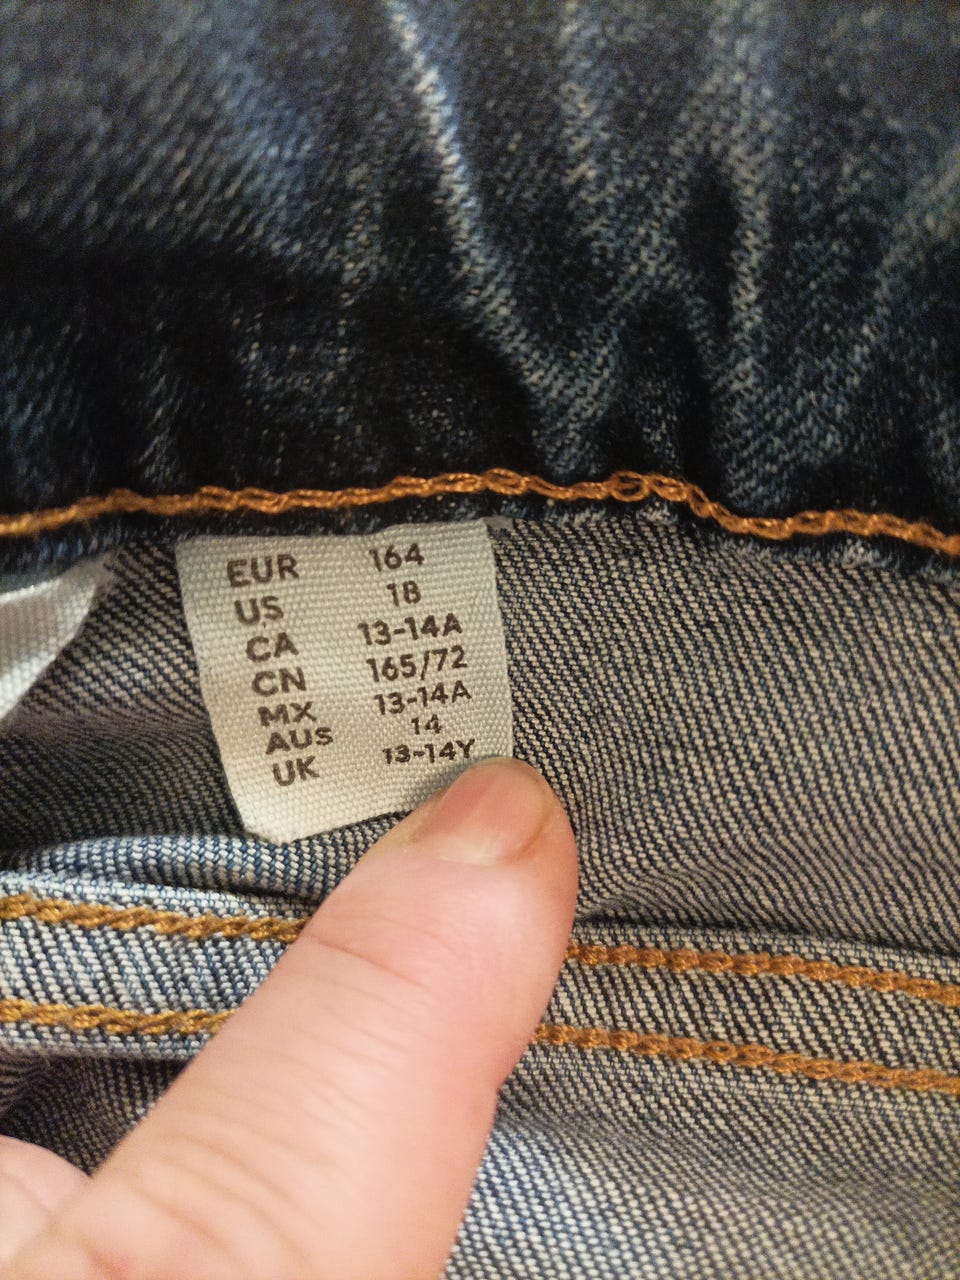 EUR 164
US 18
CA 13-14A
CN 165/72
MX 13-14A
AUS 14
UK 13-14Y